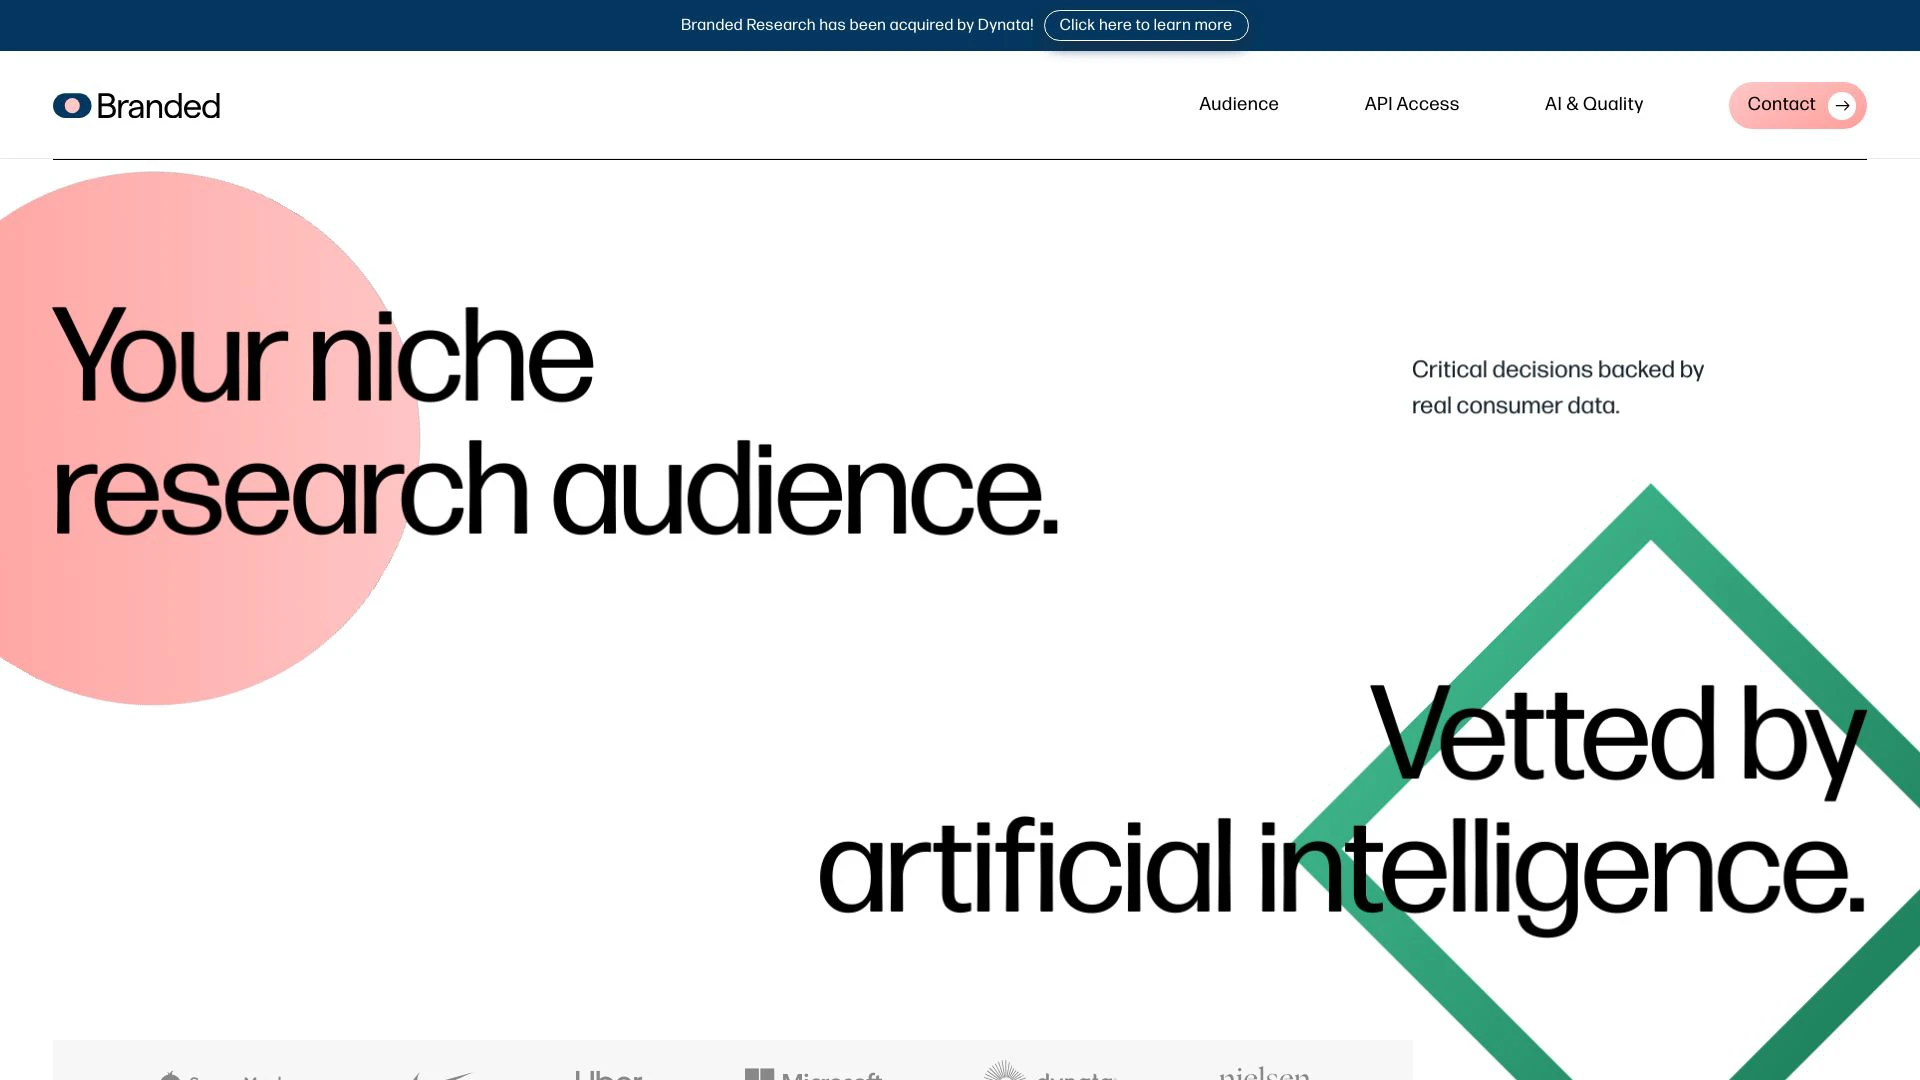 Branded Research has been acquired by Dynata! Click here to learn more
Branded
Audience
API Access
AI & Quality
Contact
Your niche
research audience.
Critical decisions backed by
real consumer data.
Vetted by
artificial intelligence.
Uber
Microsoft
dynata
nielsen